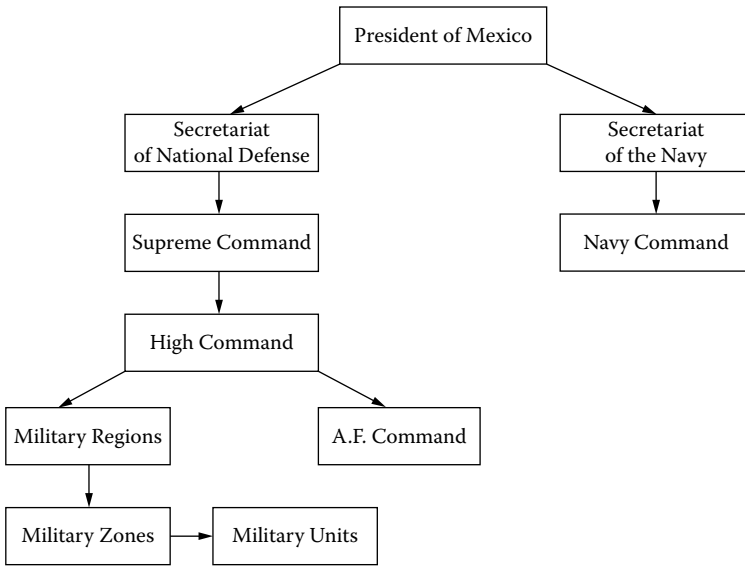 President of Mexico
Secretariat
of National Defense
Secretariat
of the Navy
Supreme Command
Navy Command
High Command
Military Regions
A.F. Command
Military Zones
Military Units